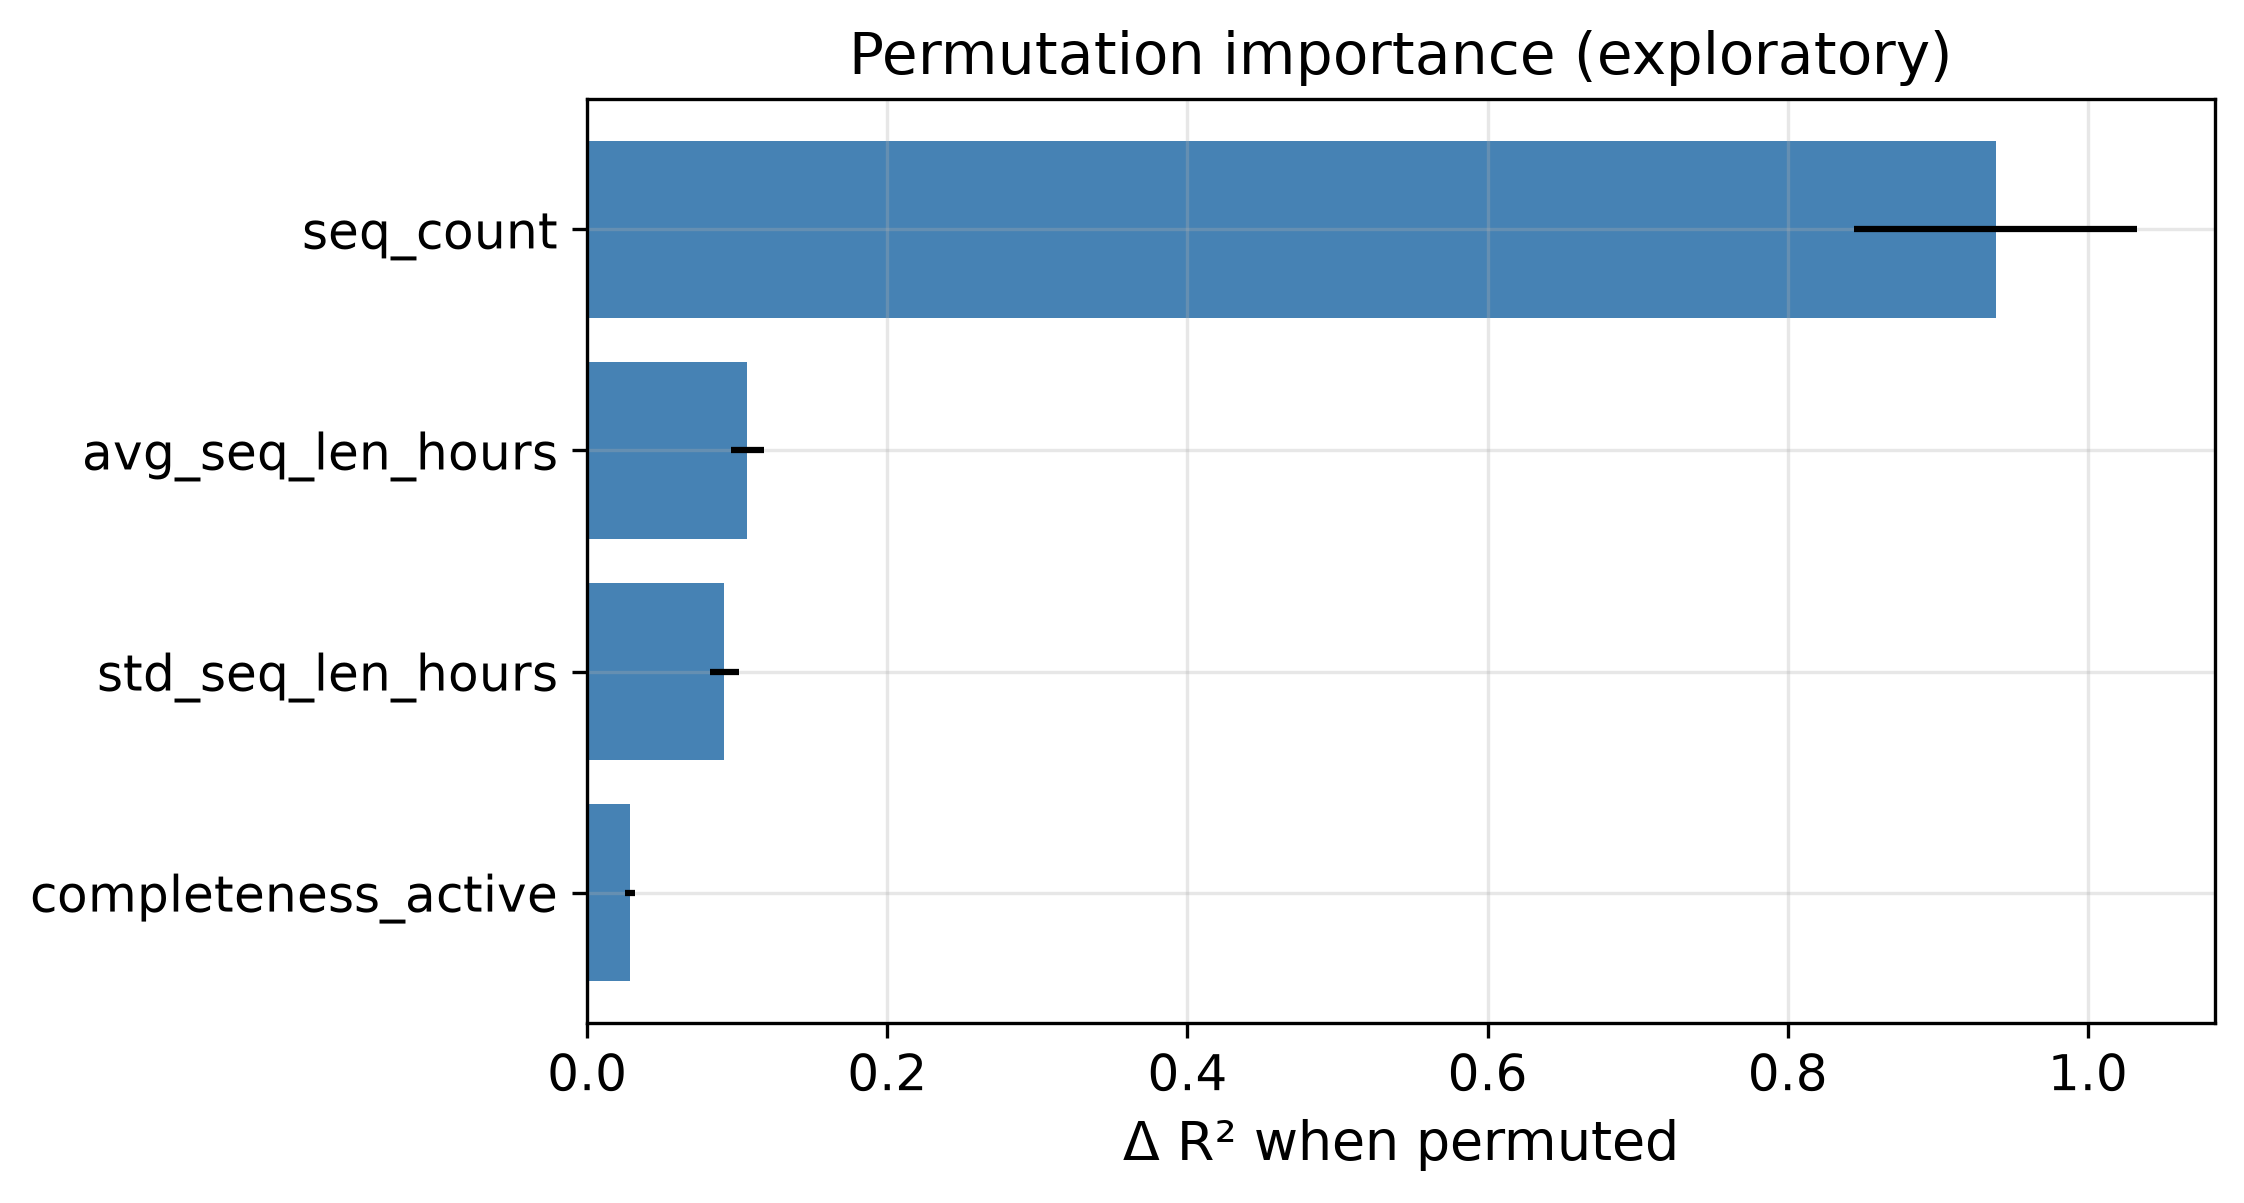 Permutation importance (exploratory)
seq_count
avg_seq_len_hours
std_seq_len_hours
completeness_active
0.0 0.2 0.4 0.6 0.8 1.0
Δ R² when permuted